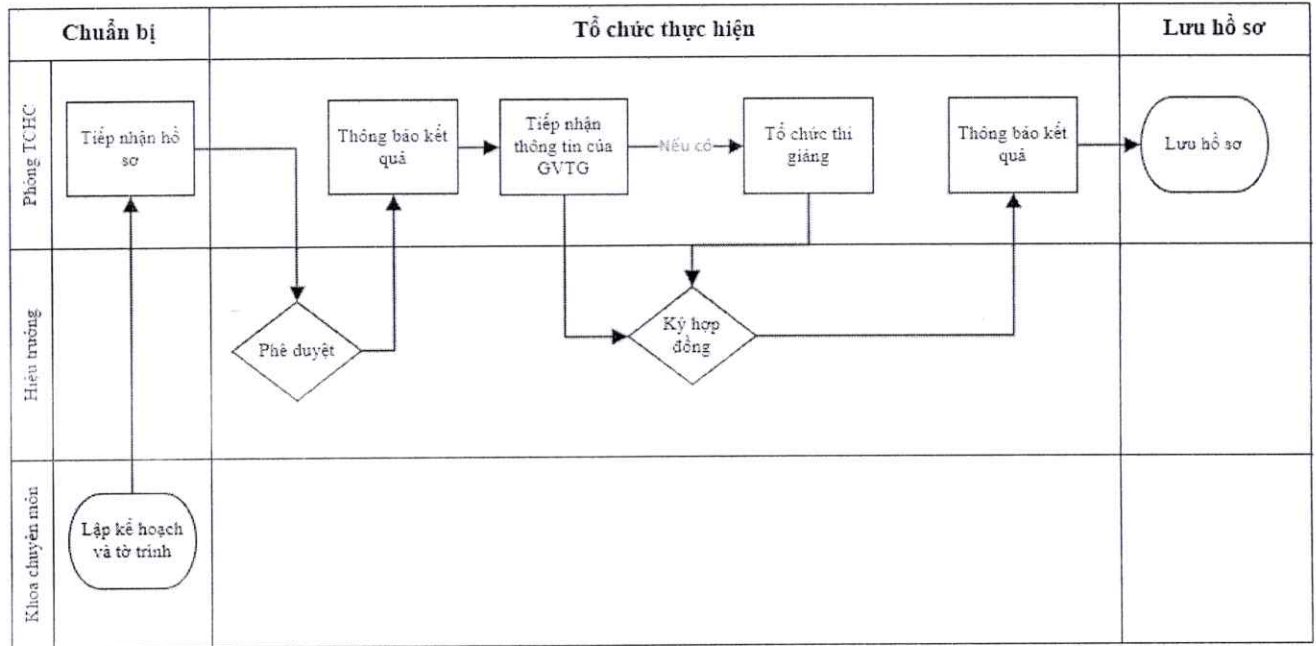 Chuẩn bị
Tổ chức thực hiện
Lưu hồ sơ
Phòng TCHC
Tiếp nhận hồ
sơ
Thông báo kết
quả
Tiếp nhận
thông tin của
GVTG
Nếu có
Tổ chức thi
giảng
Thông báo kết
quả
Lưu hồ sơ
Hiệu trưởng
Phê duyệt
Ký hợp
đồng
Khoa chuyên môn
Lập kế hoạch
và tờ trình